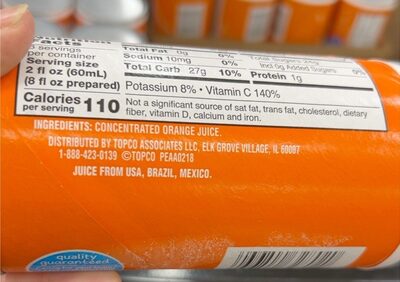 Facts
servings
per container
Serving size
2 fl oz (60mL)
(8 fl oz prepared)
Calories 110
per serving
Total Fat 0g 0%
Sodium 10mg 0%
Total Carb 27g 10%
Incl 0g Added Sugars 0%
Protein 1g
Potassium 8% • Vitamin C 140%
Not a significant source of sat fat, trans fat, cholesterol, dietary
fiber, vitamin D, calcium and iron.
INGREDIENTS: CONCENTRATED ORANGE JUICE.
DISTRIBUTED BY TOPCO ASSOCIATES LLC, ELK GROVE VILLAGE, IL 60007
1-888-423-0139 ©TOPCO PEAA0218
JUICE FROM USA, BRAZIL, MEXICO.
quality
guaranteed